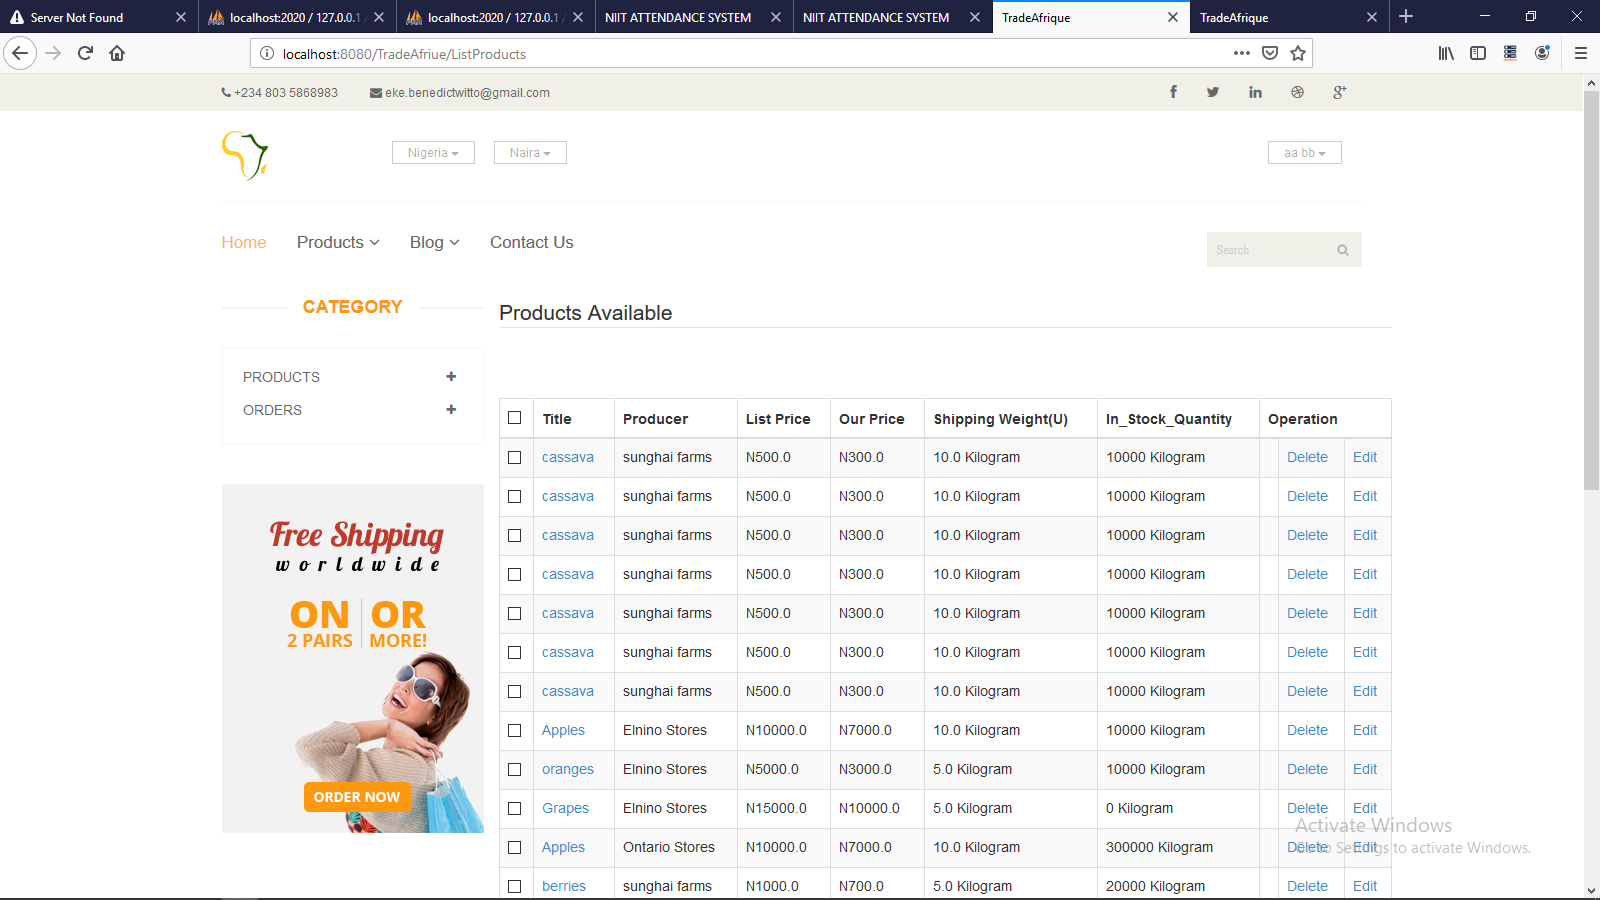 Server Not Found
localhost:2020 / 127.0.0.1 /
localhost:2020 / 127.0.0.1 /
NIIT ATTENDANCE SYSTEM
NIIT ATTENDANCE SYSTEM
TradeAfrique
TradeAfrique
localhost:8080/TradeAfriue/ListProducts
+234 803 5868983 eke.benedictwitto@gmail.com
Nigeria Naira aa bb
Home Products Blog Contact Us Search
CATEGORY
PRODUCTS
ORDERS
Free Shipping
worldwide
ON OR
2 PAIRS MORE!
ORDER NOW
Products Available
Title Producer List Price Our Price Shipping Weight(U) In_Stock_Quantity Operation
cassava sunghai farms N500.0 N300.0 10.0 Kilogram 10000 Kilogram Delete Edit
cassava sunghai farms N500.0 N300.0 10.0 Kilogram 10000 Kilogram Delete Edit
cassava sunghai farms N500.0 N300.0 10.0 Kilogram 10000 Kilogram Delete Edit
cassava sunghai farms N500.0 N300.0 10.0 Kilogram 10000 Kilogram Delete Edit
cassava sunghai farms N500.0 N300.0 10.0 Kilogram 10000 Kilogram Delete Edit
cassava sunghai farms N500.0 N300.0 10.0 Kilogram 10000 Kilogram Delete Edit
cassava sunghai farms N500.0 N300.0 10.0 Kilogram 10000 Kilogram Delete Edit
Apples Elnino Stores N10000.0 N7000.0 10.0 Kilogram 10000 Kilogram Delete Edit
oranges Elnino Stores N5000.0 N3000.0 5.0 Kilogram 10000 Kilogram Delete Edit
Grapes Elnino Stores N15000.0 N10000.0 5.0 Kilogram 0 Kilogram Delete Edit
Apples Ontario Stores N10000.0 N7000.0 10.0 Kilogram 300000 Kilogram Delete Edit
berries sunghai farms N1000.0 N700.0 5.0 Kilogram 20000 Kilogram Delete Edit
Activate Windows
Go to Settings to activate Windows.